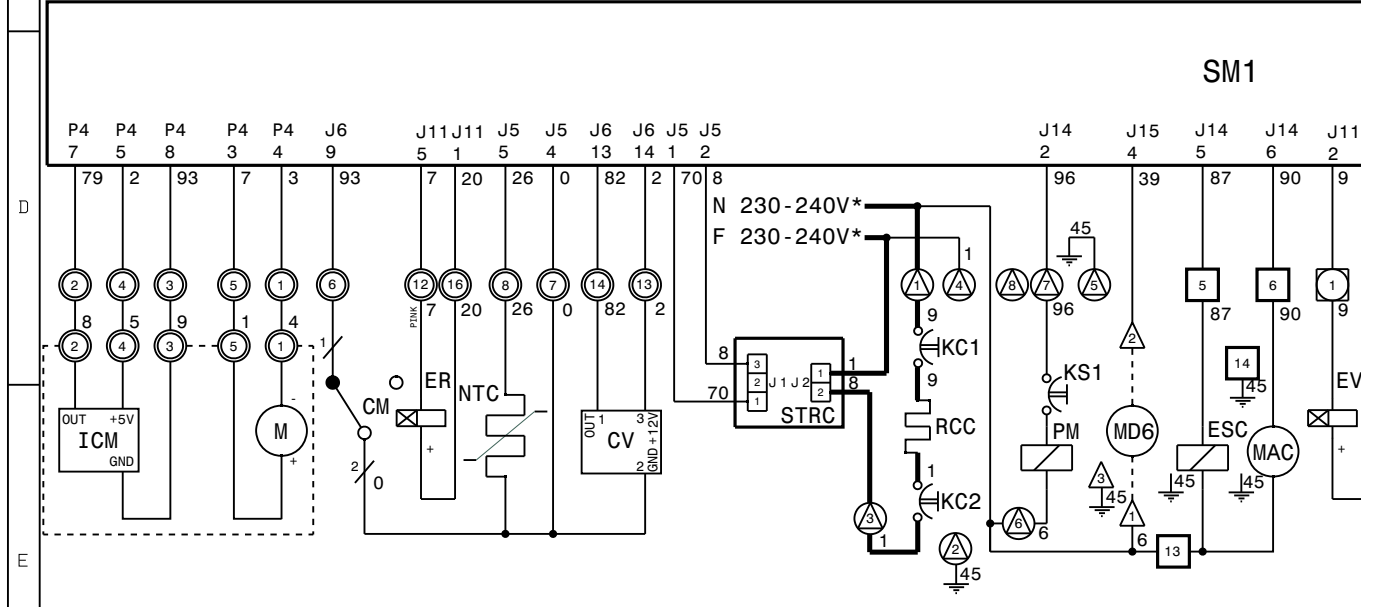 SM1
P4 P4 P4 P4 P4 J6 J11 J11 J5 J5 J6 J6 J5 J5 J14 J15 J14 J14 J11
7 5 8 3 4 9 5 1 5 4 13 14 1 2 2 4 5 6 2
79 2 93 7 3 93 7 20 26 0 82 2 70 8 96 39 87 90 9
D
N 230-240V*
F 230-240V*
45
1
2 4 3 5 1 6 12 16 8 7 14 13 1 4 8 7 5 5 6 1
PINK
7 20 26 0 82 2 96 87 90 9
8 5 9 1 4 9
2 4 3 5 1 1 2
KC1
8 3 1 1 14
2 J1 J2 9 KS1 45
70 1 2 8
STRC
CM ER NTC EV
OUT +5V - OUT 1 3 +12V
ICM M CV RCC PM MD6 ESC MAC
GND + + 2 GND +
2 0 1 3 45 45 45
KC2
3 1 6 6 1 6
2 13
45
E